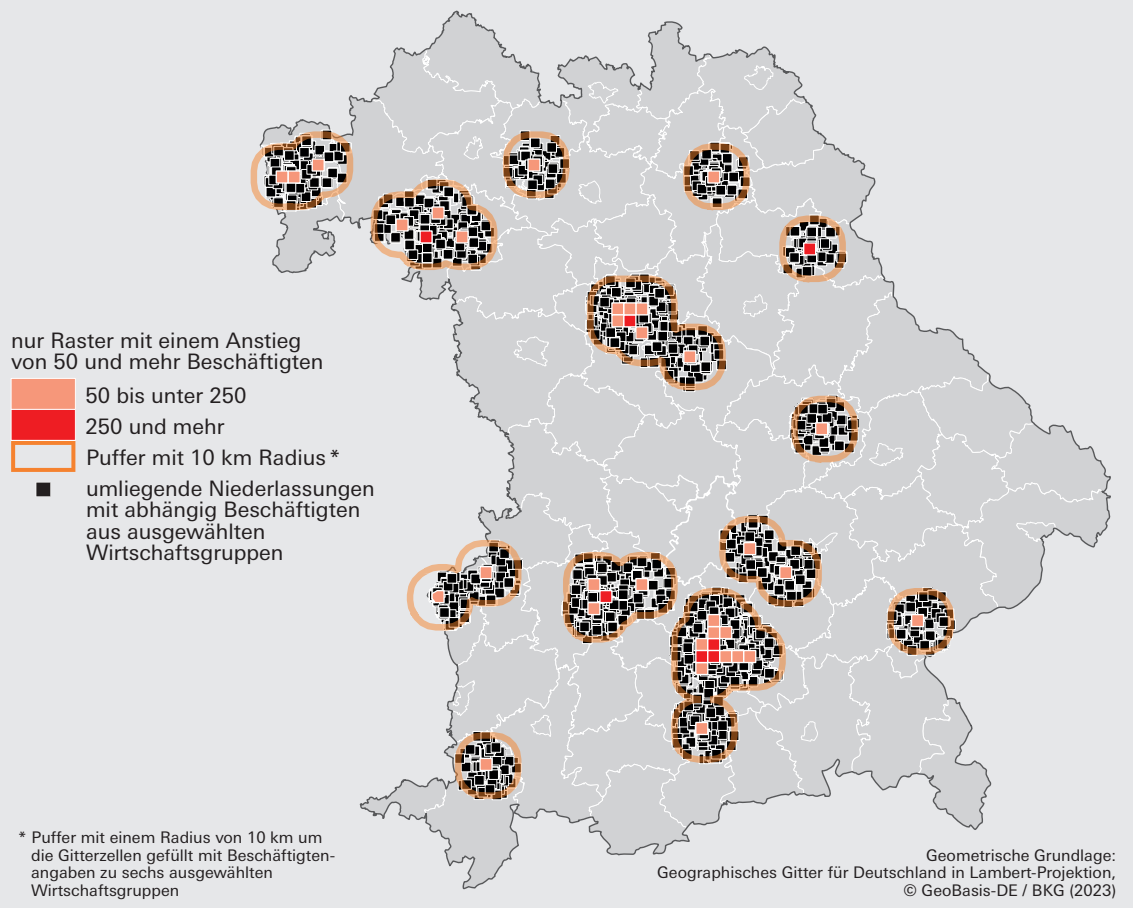 nur Raster mit einem Anstieg
von 50 und mehr Beschäftigten
50 bis unter 250
250 und mehr
Puffer mit 10 km Radius *
umliegende Niederlassungen
mit abhängig Beschäftigten
aus ausgewählten
Wirtschaftsgruppen
* Puffer mit einem Radius von 10 km um
die Gitterzellen gefüllt mit Beschäftigten-
angaben zu sechs ausgewählten
Wirtschaftsgruppen
Geometrische Grundlage:
Geographisches Gitter für Deutschland in Lambert-Projektion,
© GeoBasis-DE / BKG (2023)